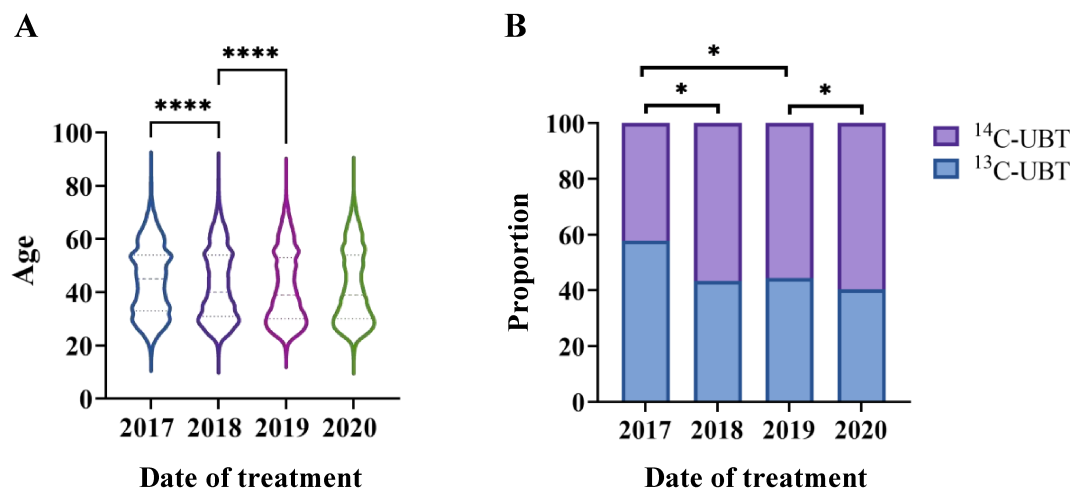 A
****
****
100
80
60
40
20
0
Age
2017 2018 2019 2020
Date of treatment
B
*
* *
100
80
60
40
20
0
Proportion
2017 2018 2019 2020
Date of treatment
¹⁴C-UBT
¹³C-UBT